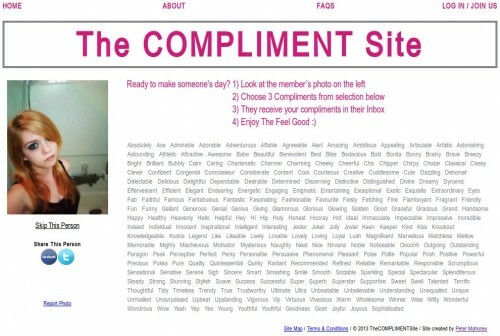 HOME ABOUT FAQS LOG IN / JOIN US
The COMPLIMENT Site
Ready to make someone's day? 1) Look at the member's photo on the left
2) Choose 3 Compliments from selection below
3) They receive your compliments in their Inbox
4) Enjoy The Feel Good :)
Absolutely Ace Admirable Adorable Adventurous Affable Agreeable Alert Amazing Ambitious Appealing Articulate Artistic Astonishing
Astounding Athletic Attractive Awesome Babe Beautiful Benevolent Best Bliss Bodacious Bold Bonita Bonny Brainy Brave Breezy
Bright Brilliant Bubbly Calm Caring Charismatic Charmer Charming Cheeky Cheerful Chic Chipper Chirpy Choice Classical Classy
Clever Confident Congenial Connoisseur Considerate Content Cool Courteous Creative Cuddlesome Cute Dazzling Debonair
Delectable Delicious Delightful Dependable Desirable Determined Discerning Distinctive Distinguished Divine Dreamy Dynamic
Effervescent Efficient Elegant Endearing Energetic Engaging Enigmatic Entertaining Exceptional Exotic Exquisite Extraordinary Eyes
Fab Faithful Famous Fantabulous Fantastic Fascinating Fashionable Favourite Feisty Fetching Fine Flamboyant Fragrant Friendly
Fun Funny Gallant Generous Genial Genius Giving Glamorous Glorious Glowing Goddess Good Graceful Gracious Grand Handsome
Happy Healthy Heavenly Hello Helpful Hey Hi Hip Holy Honest Hooray Hot Ideal Immaculate Impeccable Impressive Incredible
Indeed Individual Innocent Inspirational Intelligent Interesting Jester Jewel Jolly Jovial Keen Keeper Kind Kiss Knockout
Knowledgeable Kudos Legend Like Likeable Lively Lovable Lovely Loving Loyal Lush Magnificent Marvellous Matchless Mellow
Memorable Mighty Mischievous Motivator Mysterious Naughty Neat Nice Nirvana Noble Noticeable Oooohh Outgoing Outstanding
Paragon Peak Perceptive Perfect Perky Personable Persuasive Phenomenal Pleasant Poise Polite Popular Posh Positive Powerful
Precious Pukka Pure Quality Quintessential Quirky Radiant Recommended Refined Reliable Remarkable Responsible Scrumptious
Sensational Sensitive Serene Sigh Sincere Smart Smashing Smile Smooth Sociable Sparkling Special Spectacular Splendiferous
Steady Strong Stunning Stylish Suave Success Successful Super Superb Superstar Supportive Sweet Swell Talented Terrific
Thoughtful Tidy Timeless Trendy True Trustworthy Ultimate Ultra Unbeatable Unbelievable Understanding Unequalled Unique
Unrivalled Unsurpassed Upbeat Upstanding Vigorous Vip Virtuous Vivacious Warm Wholesome Winner Wise Witty Wonderful
Wondrous Wow Yeah Yep Yes Young Youthful Youthful Goodness Gosh Joyful Joyous Sophisticated
Skip This Person
Share This Person
facebook
Report Photo
Site Map / Terms & Conditions / © 2013 TheCOMPLIMENTSite / Site created by Peter Mahoney